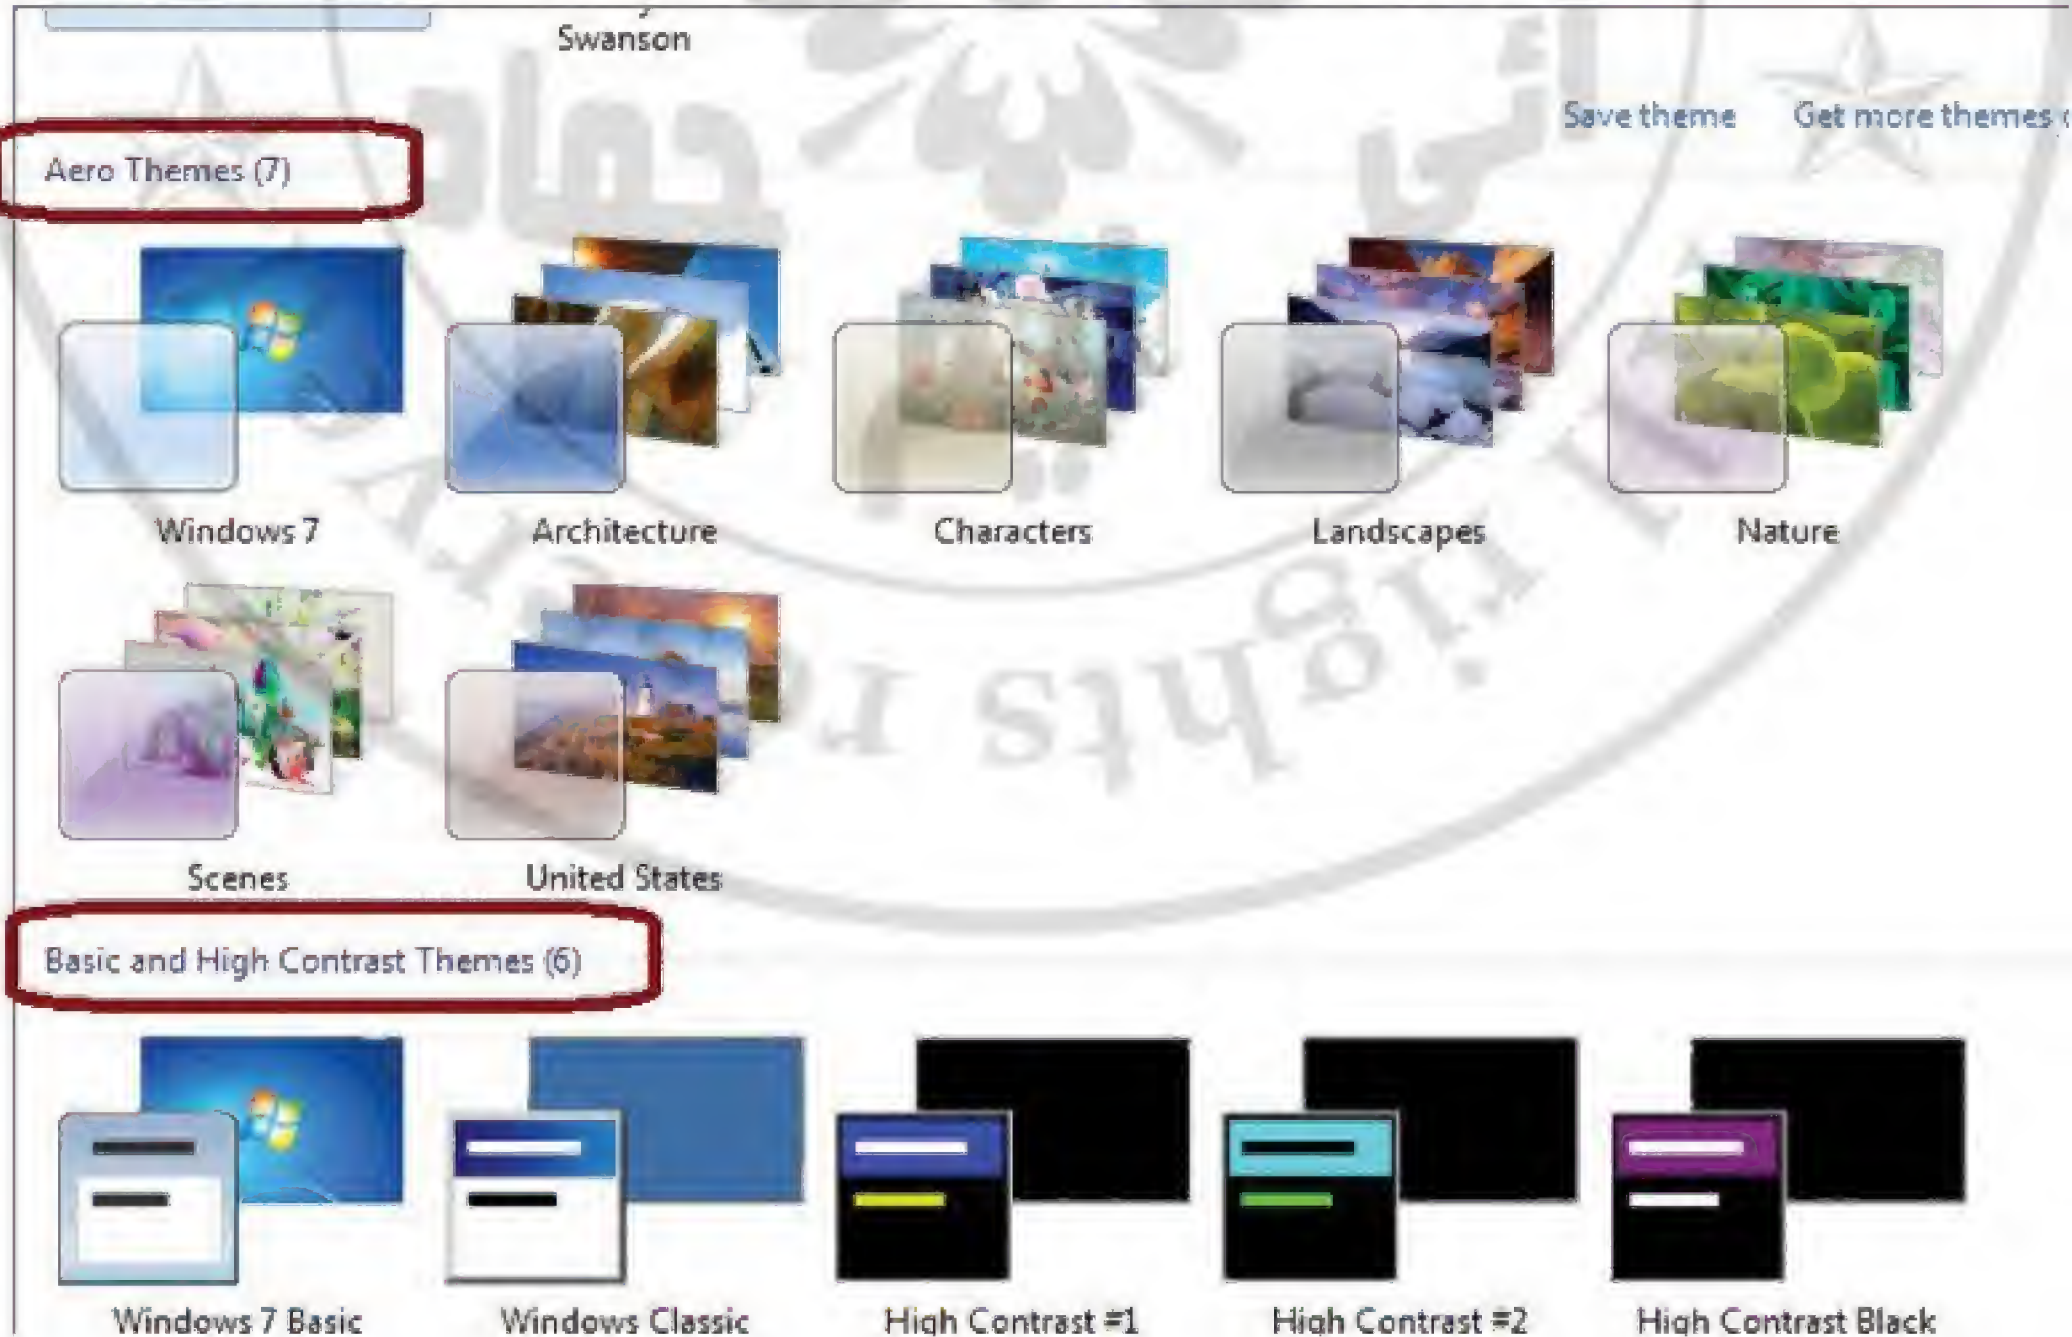 Swanson
Save theme Get more themes
Aero Themes (7)
Windows 7 Architecture Characters Landscapes Nature
Scenes United States
Basic and High Contrast Themes (6)
Windows 7 Basic Windows Classic High Contrast #1 High Contrast #2 High Contrast Black
rights r